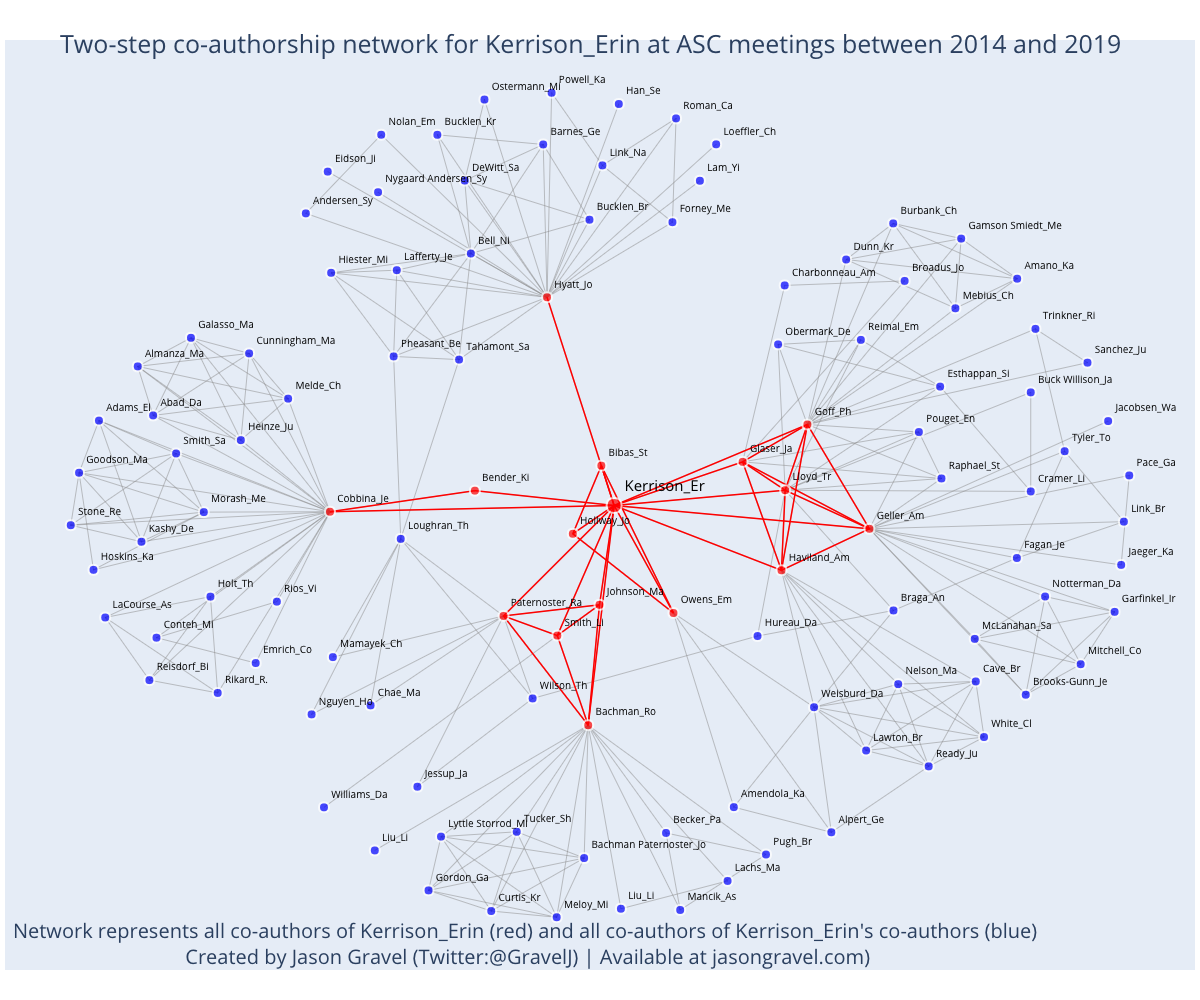 Two-step co-authorship network for Kerrison_Erin at ASC meetings between 2014 and 2019
Powell_Ka
Ostermann_Mi
Han_Se
Roman_Ca
Nolan_Em
Bucklen_Kr
Barnes_Ge
Loeffler_Ch
Link_Na
Eidson_Ji
DeWitt_Sa
Lam_Yi
Nygaard Andersen_Sy
Andersen_Sy
Bucklen_Br
Forney_Me
Burbank_Ch
Gamson Smiedt_Me
Bell_Ni
Dunn_Kr
Hiester_Mi
Lafferty_Je
Broadus_Jo
Amano_Ka
Charbonneau_Am
Hyatt_Jo
Mebius_Ch
Trinkner_Ri
Galasso_Ma
Obermark_De
Reimal_Em
Cunningham_Ma
Pheasant_Be
Tahamont_Sa
Sanchez_Ju
Almanza_Ma
Esthappan_Si
Buck Willison_Ja
Melde_Ch
Adams_El
Abad_Da
Goff_Ph
Jacobsen_Wa
Pouget_En
Heinze_Ju
Smith_Sa
Tyler_To
Glaser_Ja
Bibas_St
Goodson_Ma
Pace_Ga
Raphael_St
Lloyd_Tr
Cramer_Li
Bender_Ki
Kerrison_Er
Morash_Me
Cobbina_Je
Stone_Re
Link_Br
Geller_Am
Hollway_Jo
Kashy_De
Loughran_Th
Fagan_Je
Hoskins_Ka
Haviland_Am
Jaeger_Ka
Holt_Th
Rios_Vi
Notterman_Da
Johnson_Ma
Braga_An
Garfinkel_Ir
LaCourse_As
Paternoster_Ra
Owens_Em
Conteh_Mi
Smith_Li
Hureau_Da
McLanahan_Sa
Emrich_Co
Mamayek_Ch
Mitchell_Co
Reisdorf_Bi
Rikard_R.
Nelson_Ma
Cave_Br
Brooks-Gunn_Je
Wilson_Th
Nguyen_Ho
Chae_Ma
Weisburd_Da
Bachman_Ro
White_Cl
Lawton_Br
Ready_Ju
Jessup_Ja
Williams_Da
Amendola_Ka
Alpert_Ge
Lyttle Storrod_Mi
Tucker_Sh
Becker_Pa
Liu_Li
Bachman Paternoster_Jo
Pugh_Br
Gordon_Ga
Lachs_Ma
Curtis_Kr
Meloy_Mi
Liu_Li
Mancik_As
Network represents all co-authors of Kerrison_Erin (red) and all co-authors of Kerrison_Erin's co-authors (blue)
Created by Jason Gravel (Twitter:@GravelJ) | Available at jasongravel.com)